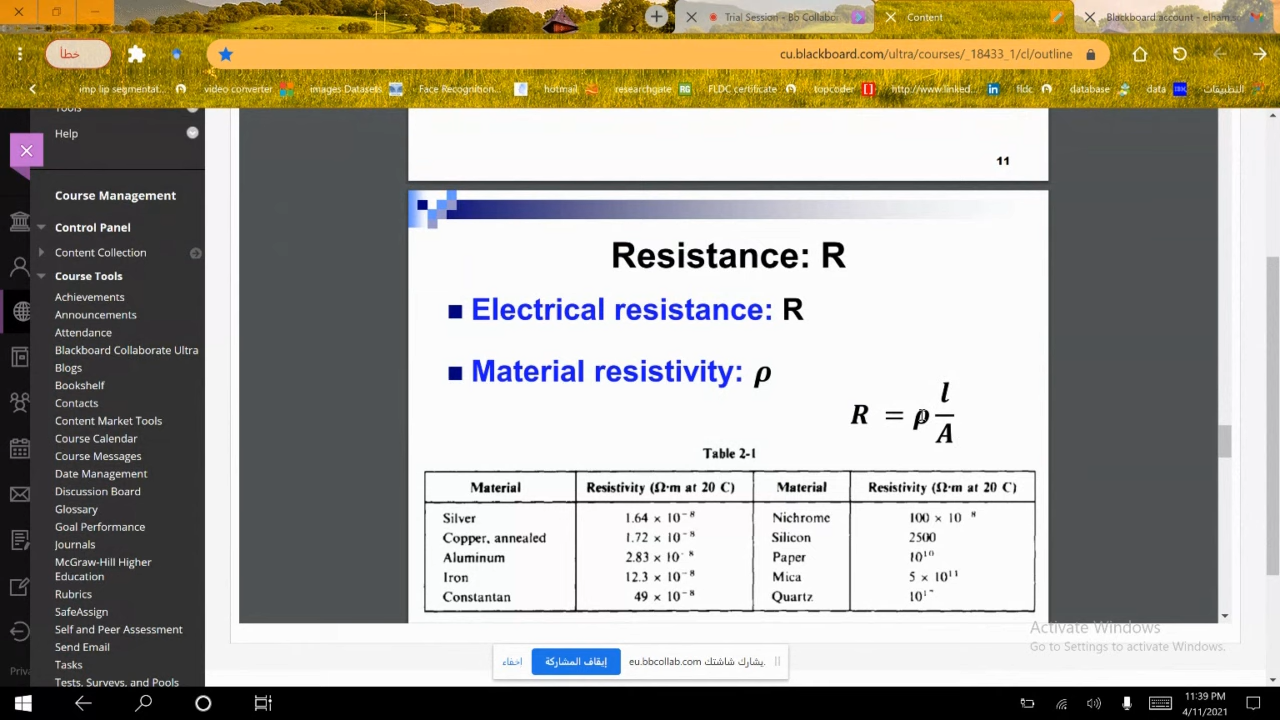 Trial Session - Bb Collabo
Content
Blackboard account - elham.s
خطأ
cu.blackboard.com/ultra/courses/_18433_1/cl/outline
imp lip segmentat...
video converter
images Datasets
Face Recognition...
hotmail
researchgate
RG
FLDC certificate
topcoder
http://www.linked...
in
fldc
database
data
التطبيقات
Tools
Help
Course Management
Control Panel
Content Collection
Course Tools
Achievements
Announcements
Attendance
Blackboard Collaborate Ultra
Blogs
Bookshelf
Contacts
Content Market Tools
Course Calendar
Course Messages
Date Management
Discussion Board
Glossary
Goal Performance
Journals
McGraw-Hill Higher
Education
Rubrics
SafeAssign
Self and Peer Assessment
Send Email
Tasks
Tests, Surveys, and Pools
Priva
11
Resistance: R
Electrical resistance: R
Material resistivity: ρ
R = ρ l/A
Table 2-1
Material Resistivity (Ω·m at 20 C) Material Resistivity (Ω·m at 20 C)
Silver 1.64 × 10⁻⁸ Nichrome 100 × 10 ⁸
Copper, annealed 1.72 × 10⁻⁸ Silicon 2500
Aluminum 2.83 × 10⁻⁸ Paper 10¹⁰
Iron 12.3 × 10⁻⁸ Mica 5 × 10¹¹
Constantan 49 × 10⁻⁸ Quartz
Activate Windows
Go to Settings to activate Windows.
يشارك شاشتك eu.bbcollab.com.
إيقاف المشاركة
إخفاء
11:39 PM
4/11/2021